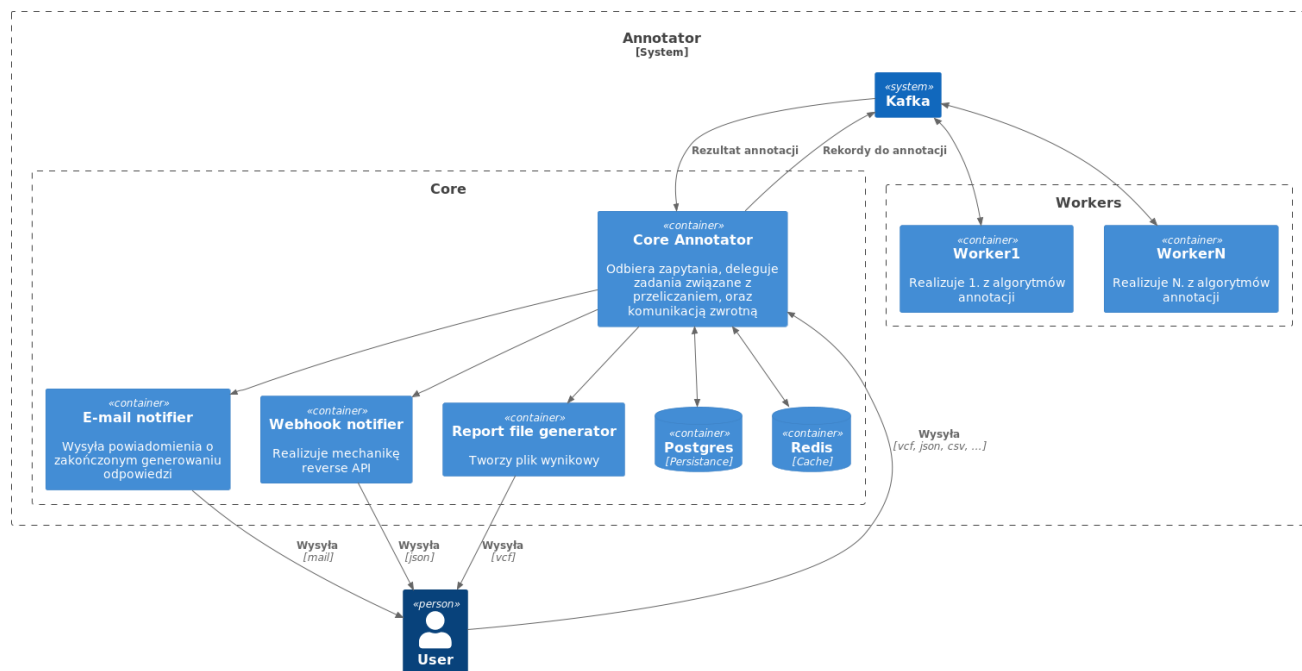 Annotator
[System]
«system»
Kafka
Rezultat annotacji
Rekordy do annotacji
Core
Workers
«container»
Core Annotator
Odbiera zapytania, deleguje
zadania związane z
przeliczaniem, oraz
komunikacją zwrotną
«container»
Worker1
Realizuje 1. z algorytmów
annotacji
«container»
WorkerN
Realizuje N. z algorytmów
annotacji
«container»
E-mail notifier
Wysyła powiadomienia o
zakończonym generowaniu
odpowiedzi
«container»
Webhook notifier
Realizuje mechanikę
reverse API
«container»
Report file generator
Tworzy plik wynikowy
«container»
Postgres
[Persistance]
«container»
Redis
[Cache]
Wysyła
[vcf, json, csv, ...]
Wysyła
[mail]
Wysyła
[json]
Wysyła
[vcf]
«person»
User